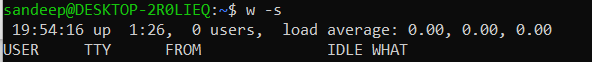 sandeep@DESKTOP-2R0LIEQ:~$ w -s
 19:54:16 up  1:26,  0 users,  load average: 0.00, 0.00, 0.00
USER     TTY      FROM              IDLE WHAT